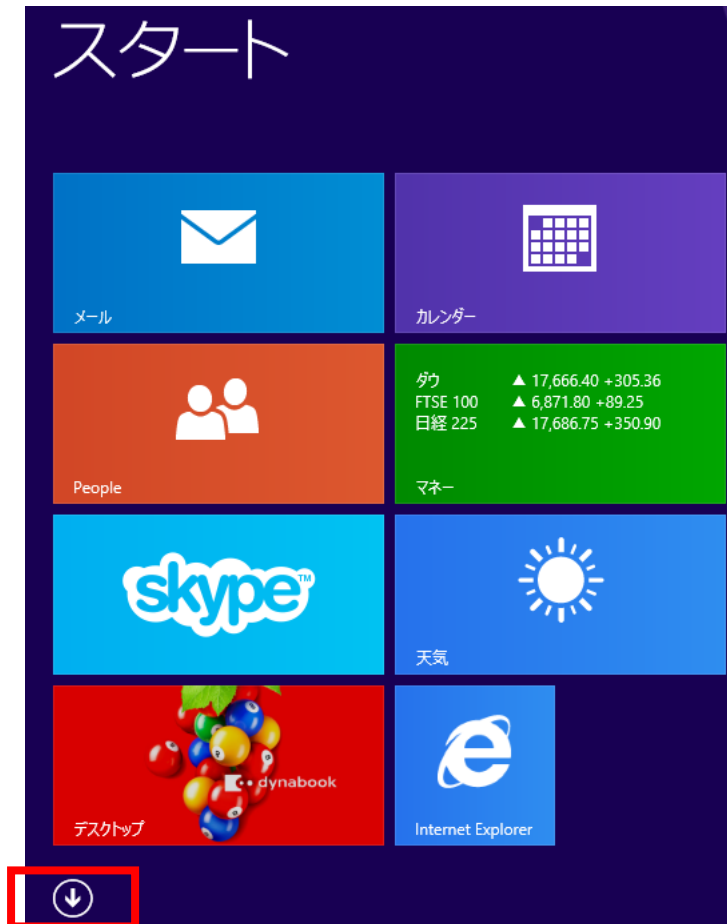 スタート
メール
カレンダー
People
ダウ ▲ 17,666.40 +305.36
FTSE 100 ▲ 6,871.80 +89.25
日経 225 ▲ 17,686.75 +350.90
マネー
skype™
天気
dynabook
デスクトップ
Internet Explorer